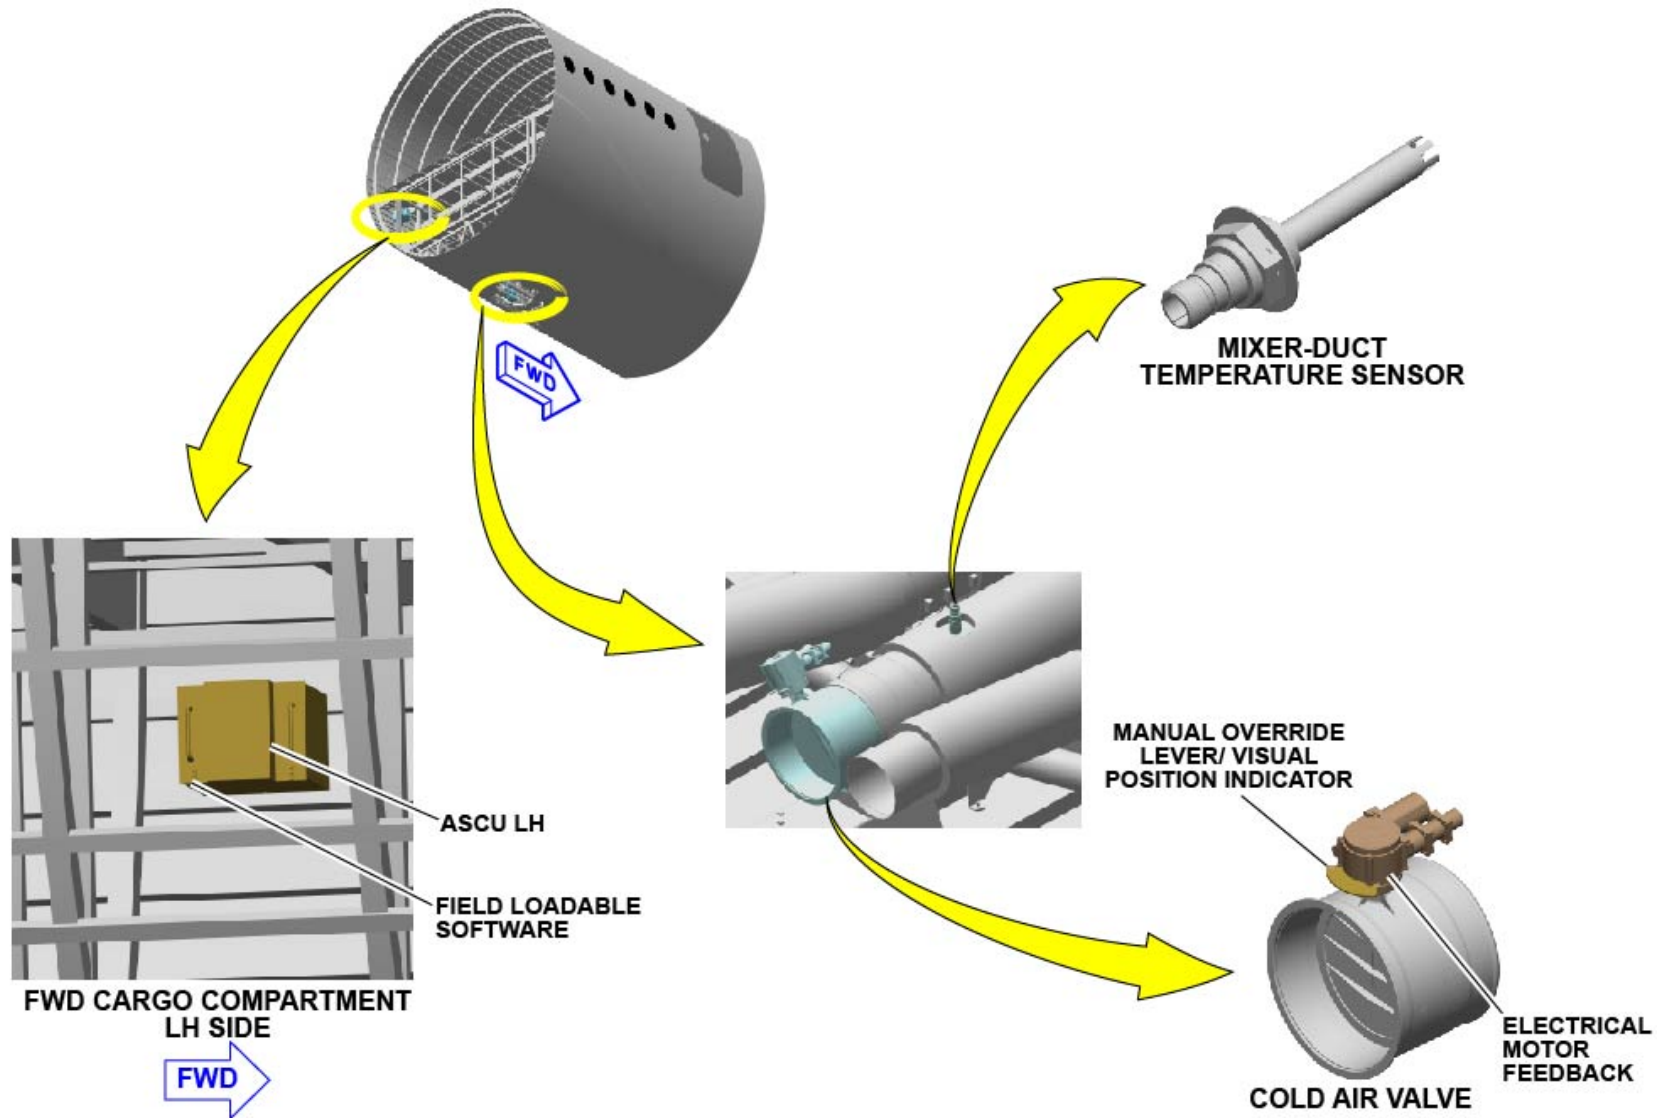 FWD
MIXER-DUCT
TEMPERATURE SENSOR
MANUAL OVERRIDE
LEVER/ VISUAL
POSITION INDICATOR
ASCU LH
FIELD LOADABLE
SOFTWARE
FWD CARGO COMPARTMENT
LH SIDE
FWD
ELECTRICAL
MOTOR
FEEDBACK
COLD AIR VALVE